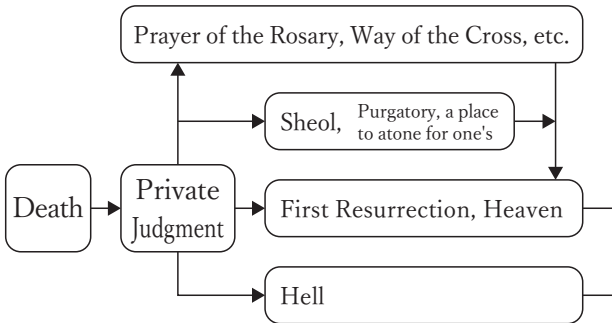 Prayer of the Rosary, Way of the Cross, etc.
Sheol, Purgatory, a place
to atone for one's
Death
Private
Judgment
First Resurrection, Heaven
Hell